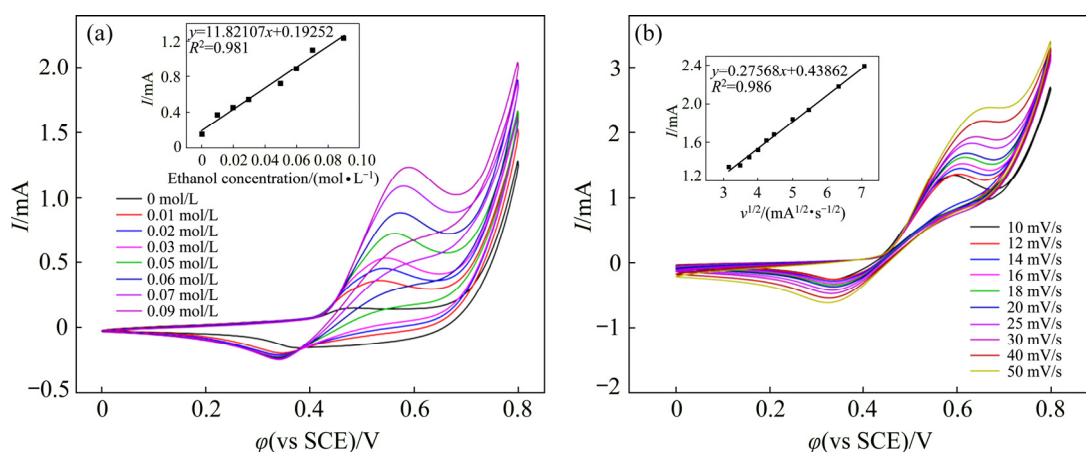 (a)
y=11.82107x+0.19252
R²=0.981
I/mA
1.2
0.8
0.4
0
0 0.02 0.04 0.06 0.08 0.10
Ethanol concentration/(mol•L⁻¹)
0 mol/L
0.01 mol/L
0.02 mol/L
0.03 mol/L
0.05 mol/L
0.06 mol/L
0.07 mol/L
0.09 mol/L
I/mA
2.0
1.5
1.0
0.5
0
−0.5
0 0.2 0.4 0.6 0.8
φ(vs SCE)/V
(b)
y=0.27568x+0.43862
R²=0.986
I/mA
2.4
2.0
1.6
1.2
3 4 5 6 7
v¹/²/(mA¹/²•s⁻¹/²)
10 mV/s
12 mV/s
14 mV/s
16 mV/s
18 mV/s
20 mV/s
25 mV/s
30 mV/s
40 mV/s
50 mV/s
I/mA
3
2
1
0
−1
−2
0 0.2 0.4 0.6 0.8
φ(vs SCE)/V